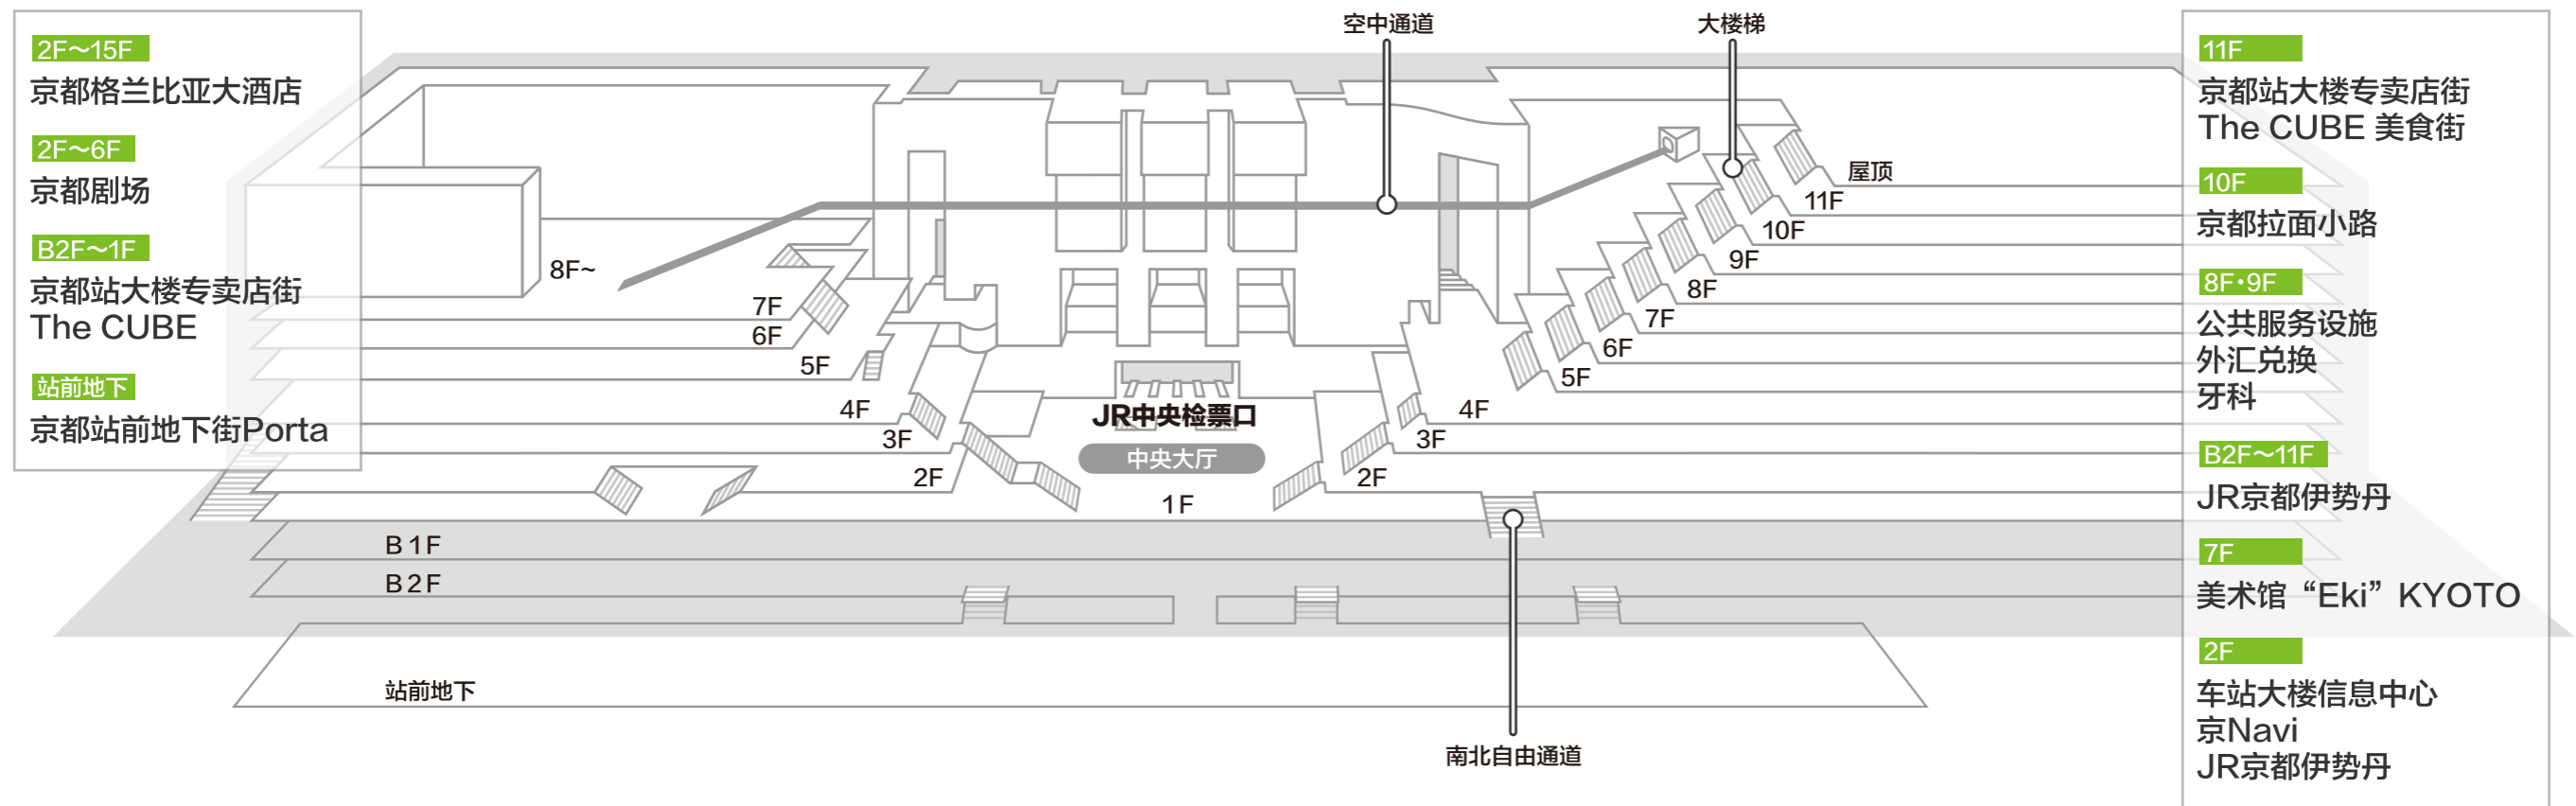 2F～15F
京都格兰比亚大酒店
2F～6F
京都剧场
B2F～1F
京都站大楼专卖店街
The CUBE
站前地下
京都站前地下街Porta
空中通道
大楼梯
屋顶
11F
10F
9F
8F
7F
6F
5F
4F
3F
2F
8F~
7F
6F
5F
4F
3F
2F
JR中央检票口
中央大厅
1F
B1F
B2F
站前地下
南北自由通道
11F
京都站大楼专卖店街
The CUBE 美食街
10F
京都拉面小路
8F•9F
公共服务设施
外汇兑换
牙科
B2F～11F
JR京都伊势丹
7F
美术馆“Eki”KYOTO
2F
车站大楼信息中心
京Navi
JR京都伊势丹